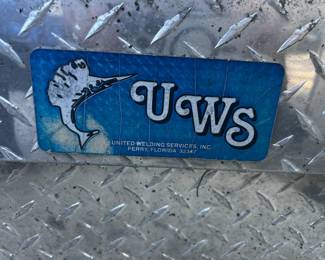 UWS
UNITED WELDING SERVICES, INC.
PERRY, FLORIDA 32347